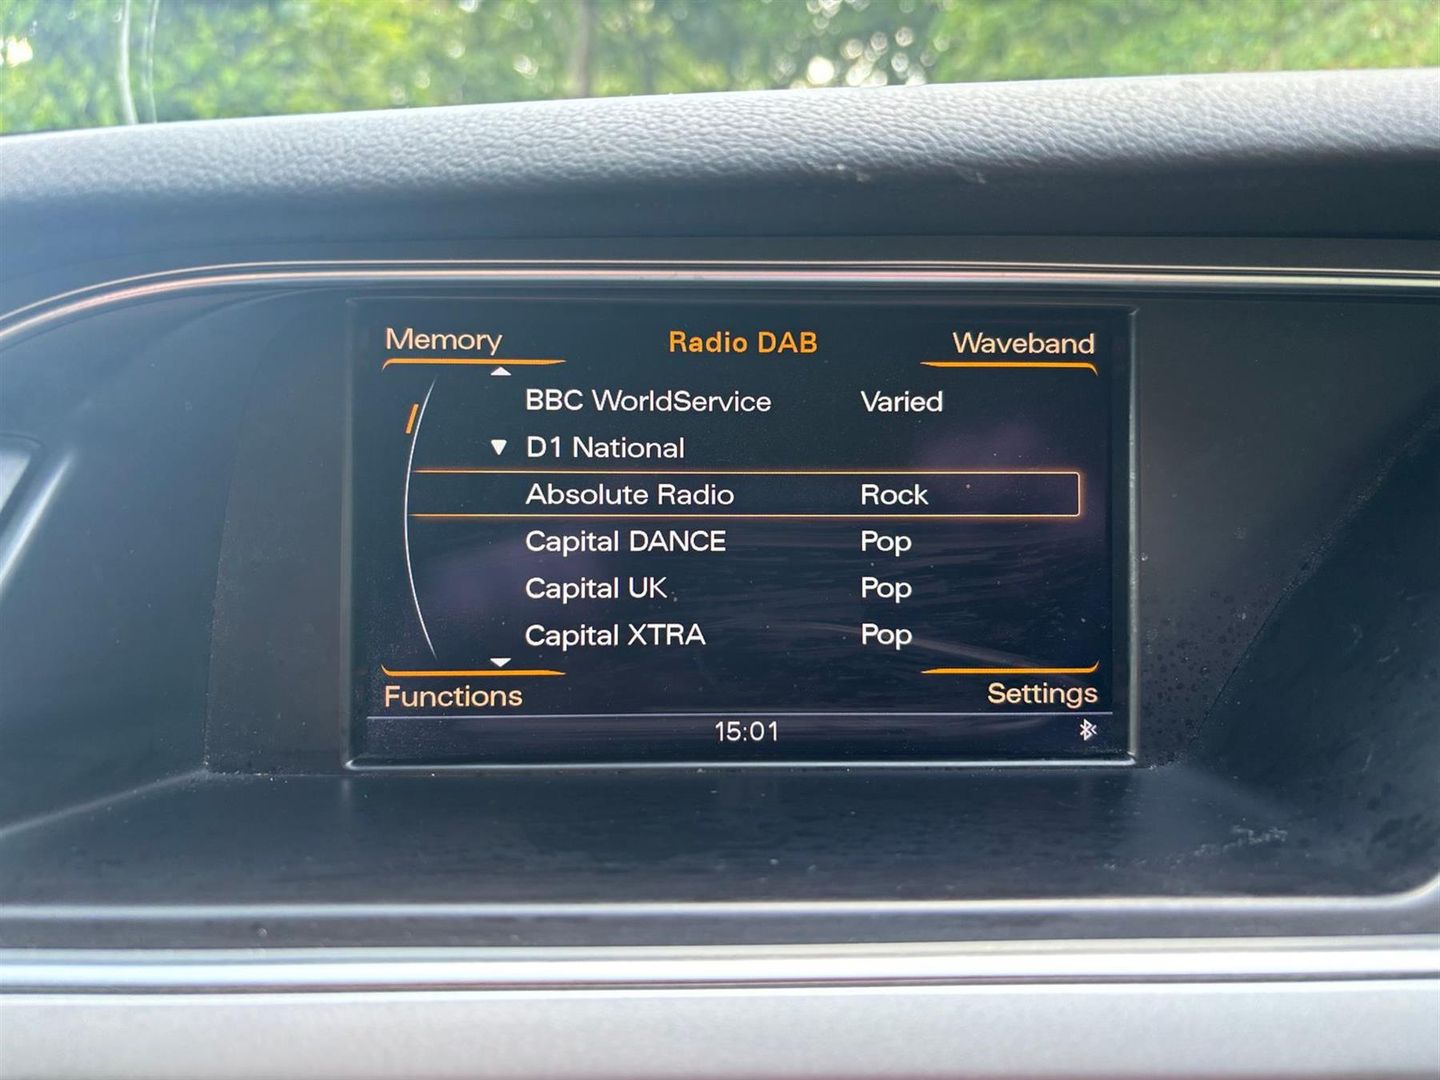 Memory Radio DAB Waveband
BBC WorldService Varied
D1 National
Absolute Radio Rock
Capital DANCE Pop
Capital UK Pop
Capital XTRA Pop
Functions Settings
15:01